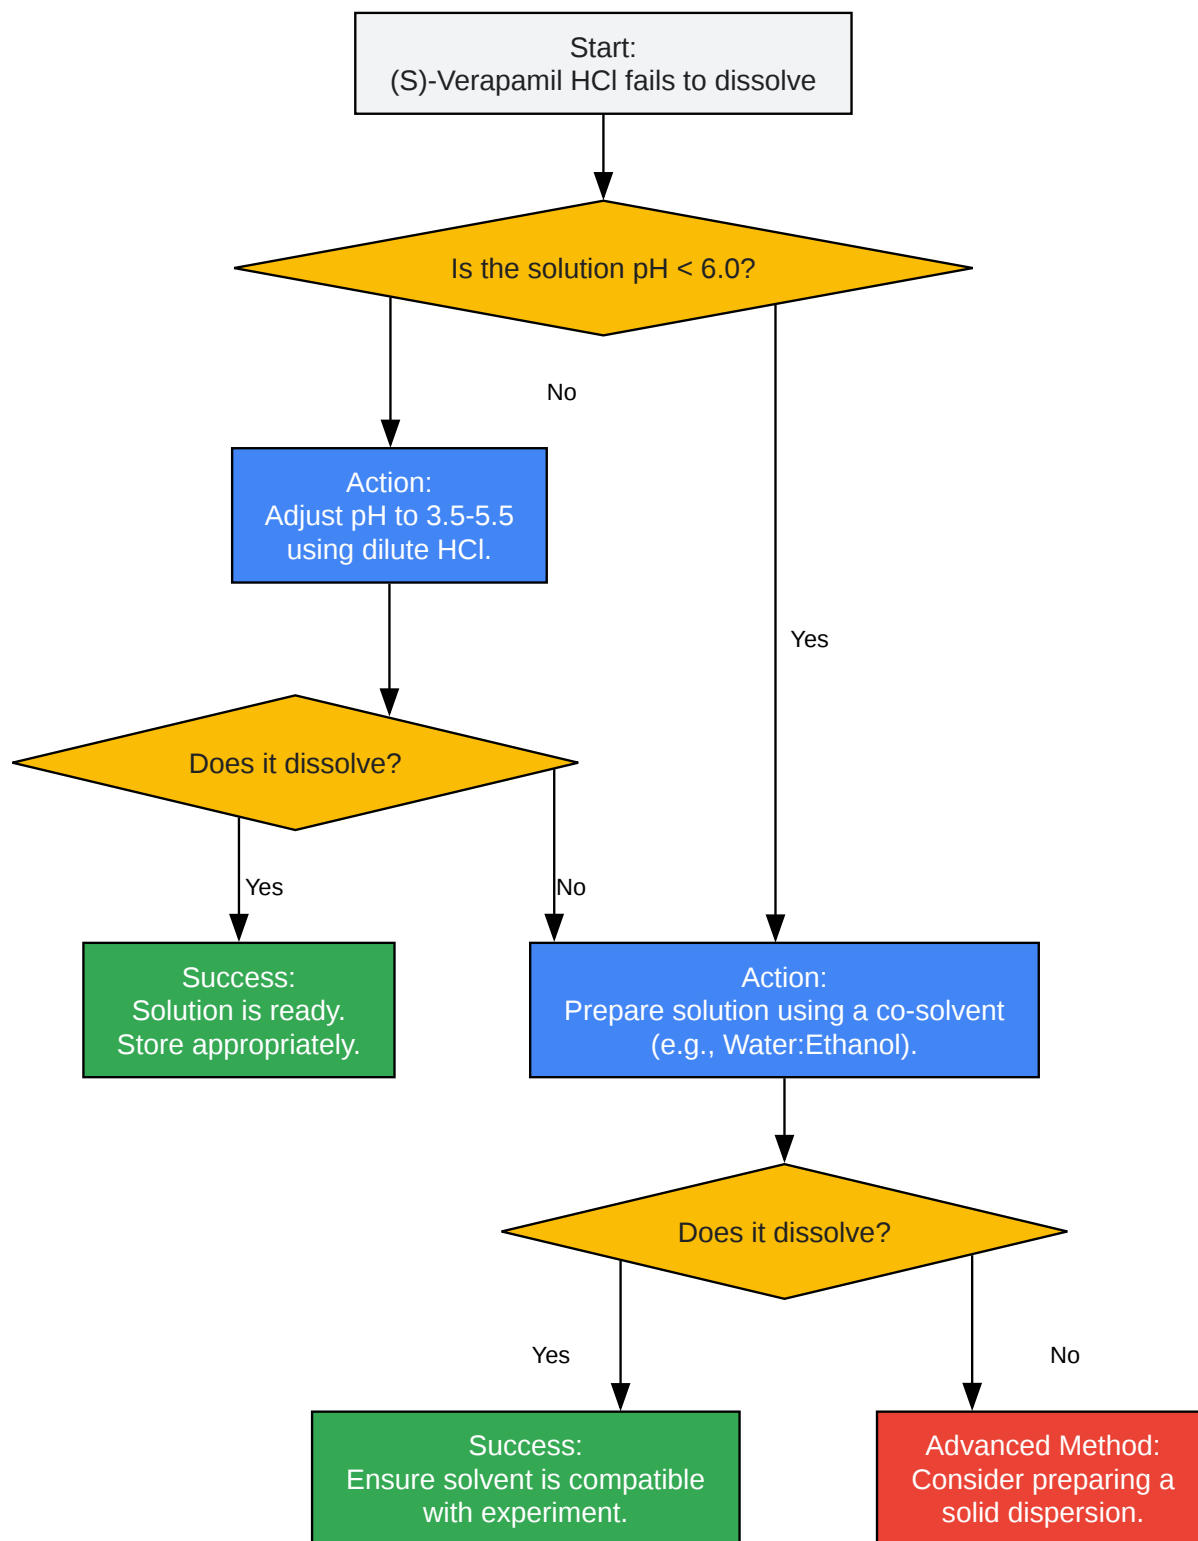 Start:
(S)-Verapamil HCl fails to dissolve
Is the solution pH < 6.0?
No
Action:
Adjust pH to 3.5-5.5
using dilute HCl.
Yes
Does it dissolve?
Yes
No
Success:
Solution is ready.
Store appropriately.
Action:
Prepare solution using a co-solvent
(e.g., Water:Ethanol).
Does it dissolve?
Yes
No
Success:
Ensure solvent is compatible
with experiment.
Advanced Method:
Consider preparing a
solid dispersion.